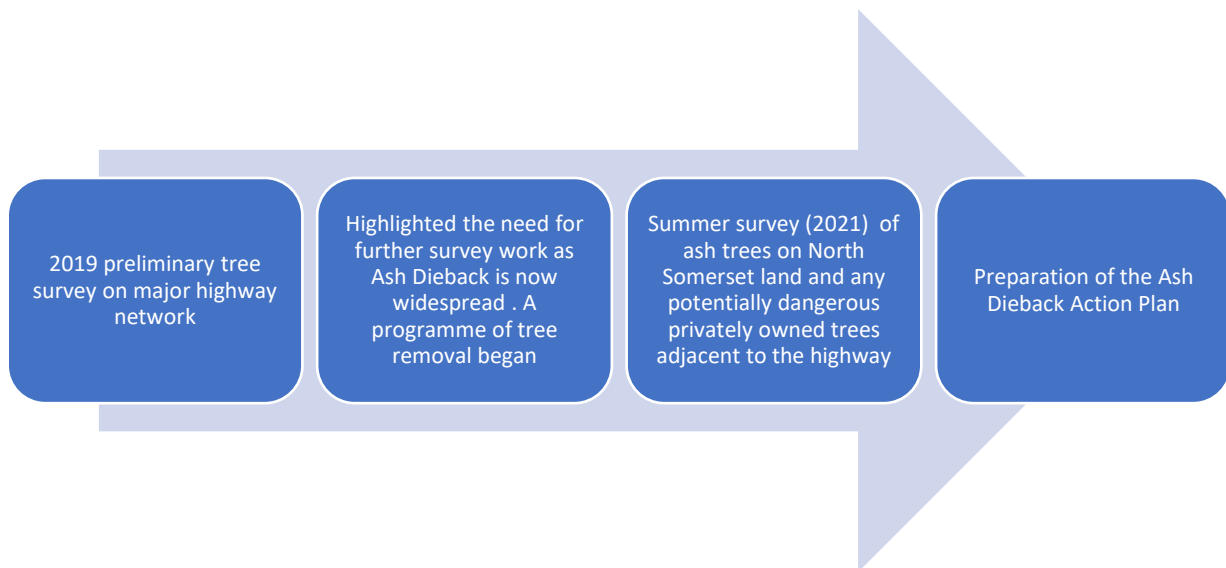 2019 preliminary tree
survey on major highway
network
Highlighted the need for
further survey work as
Ash Dieback is now
widespread . A
programme of tree
removal began
Summer survey (2021)  of
ash trees on North
Somerset land and any
potentially dangerous
privately owned trees
adjacent to the highway
Preparation of the Ash
Dieback Action Plan